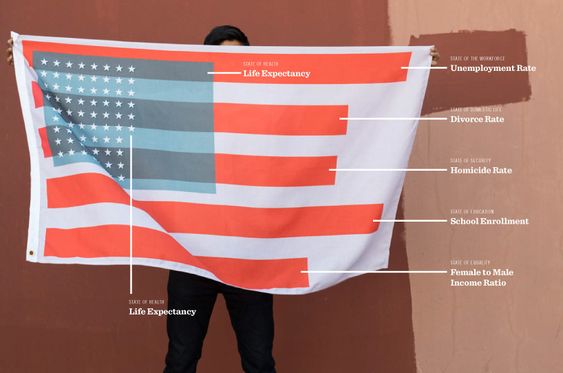 STATE OF HEALTH
Life Expectancy
STATE OF THE WORKFORCE
Unemployment Rate
STATE OF DOMESTIC LIFE
Divorce Rate
STATE OF SECURITY
Homicide Rate
STATE OF EDUCATION
School Enrollment
STATE OF EQUALITY
Female to Male
Income Ratio
STATE OF HEALTH
Life Expectancy